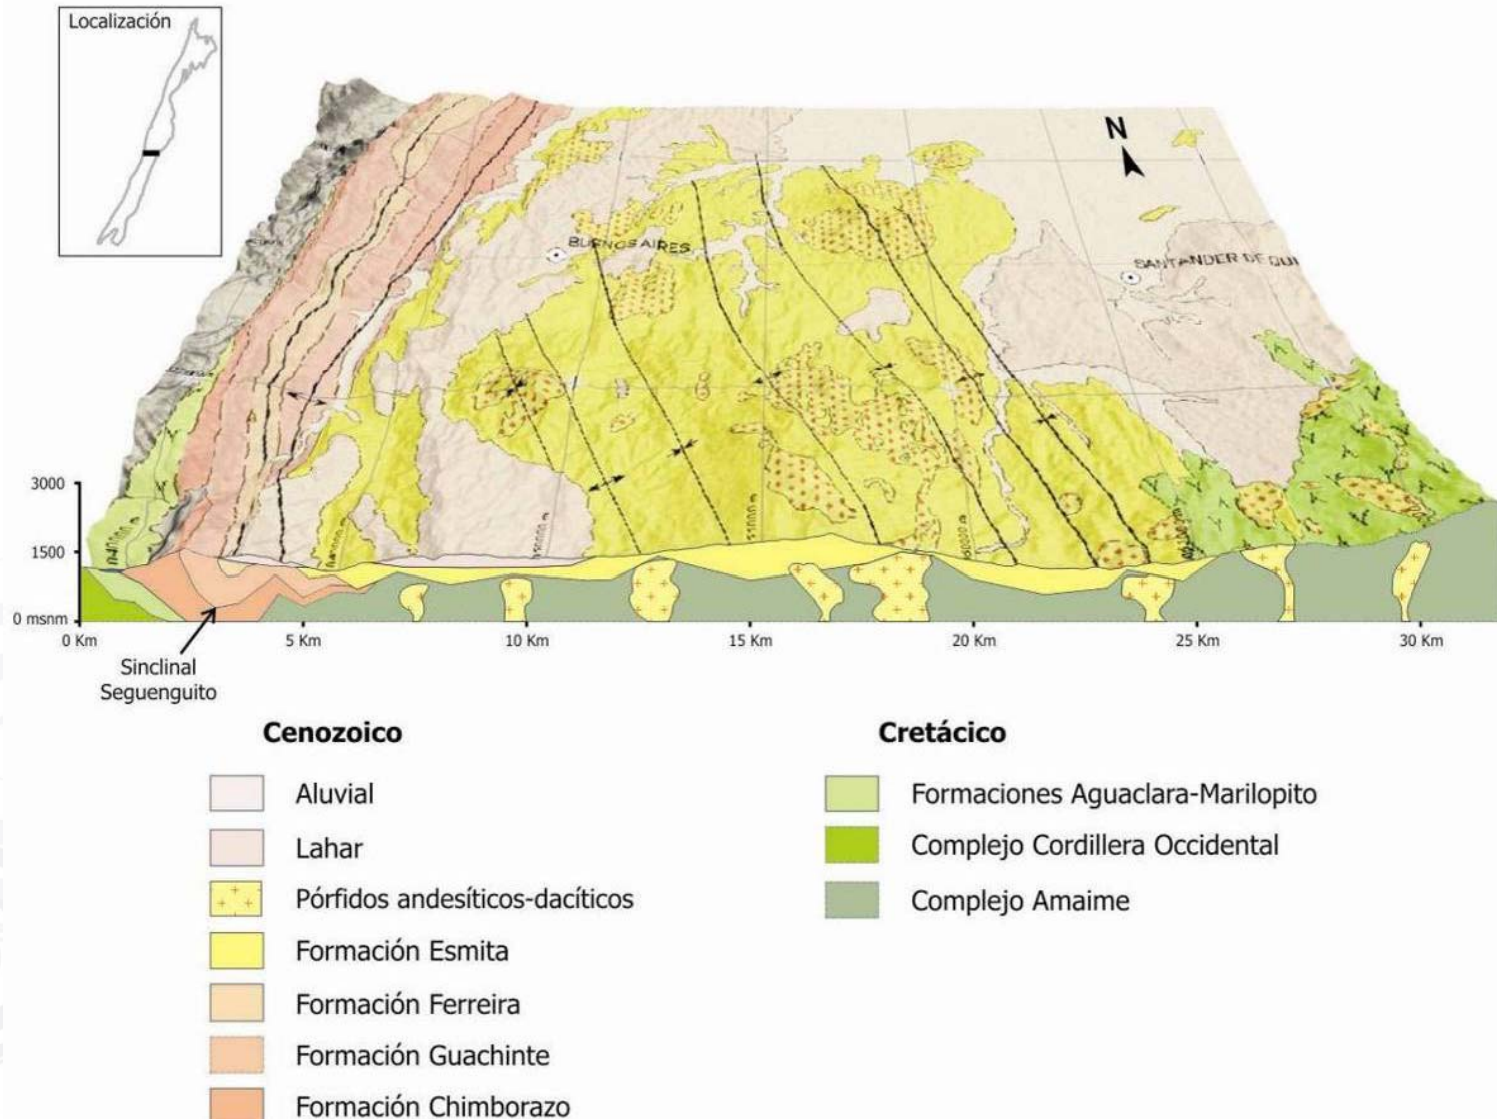 Localización
N
BUENOS AIRES
SANTANDER DE QUI
3000
1500
0 msnm
0 Km
5 Km
10 Km
15 Km
20 Km
25 Km
30 Km
Sinclinal
Seguenguito
Cenozoico
Aluvial
Lahar
Pórfidos andesíticos-dacíticos
Formación Esmita
Formación Ferreira
Formación Guachinte
Formación Chimborazo
Cretácico
Formaciones Aguaclara-Marilopito
Complejo Cordillera Occidental
Complejo Amaime